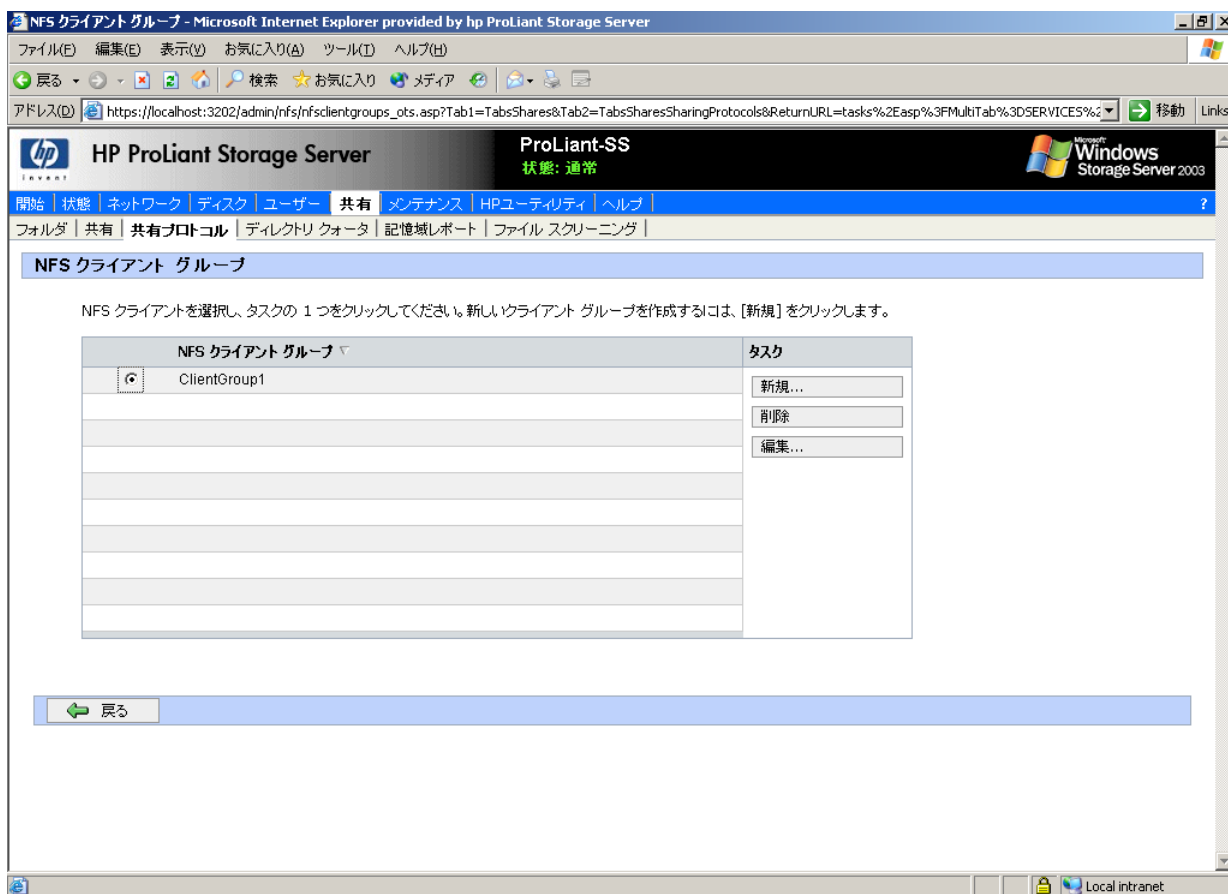 NFS クライアント グループ - Microsoft Internet Explorer provided by hp ProLiant Storage Server
ファイル(F) 編集(E) 表示(V) お気に入り(A) ツール(T) ヘルプ(H)
戻る 検索 お気に入り メディア
アドレス(D) https://localhost:3202/admin/nfs/nfsclientgroups_ots.asp?Tab1=TabsShares&Tab2=TabsSharesSharingProtocols&ReturnURL=tasks%2Easp%3FMultiTab%3DSERVICES%2 移動 Links
hp invent HP ProLiant Storage Server
ProLiant-SS
状態: 通常
Microsoft Windows Storage Server 2003
開始 状態 ネットワーク ディスク ユーザー 共有 メンテナンス HPユーティリティ ヘルプ ?
フォルダ 共有 共有プロトコル ディレクトリ クォータ 記憶域レポート ファイル スクリーニング
NFS クライアント グループ
NFS クライアントを選択し、タスクの 1 つをクリックしてください。新しいクライアント グループを作成するには、[新規] をクリックします。
NFS クライアント グループ タスク
ClientGroup1
新規...
削除
編集...
戻る
Local intranet